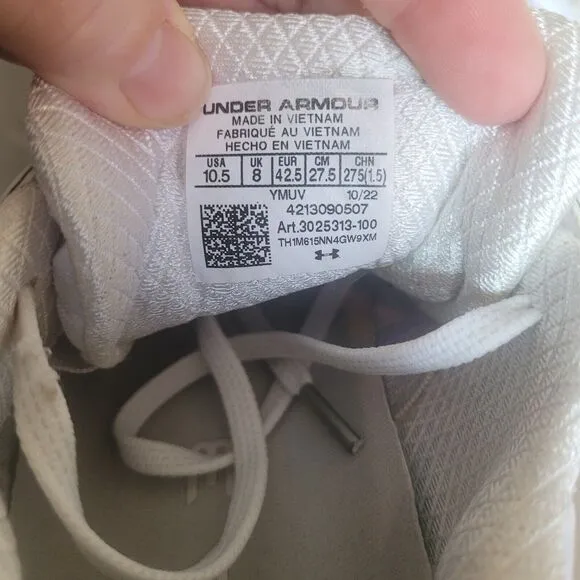 UNDER ARMOUR
MADE IN VIETNAM
FABRIQUÉ AU VIETNAM
HECHO EN VIETNAM
USA UK EUR CM CHN
10.5 8 42.5 27.5 275(1.5)
YMUV 10/22
4213090507
Art.3025313-100
TH1M615NN4GW9XM